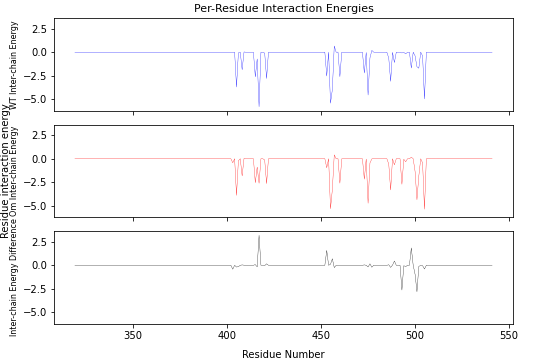 Per-Residue Interaction Energies
WT Inter-chain Energy
2.5
0.0
−2.5
−5.0
Residue interaction energy
Om Inter-chain Energy
2.5
0.0
−2.5
−5.0
Inter-chain Energy Difference
2.5
0.0
−2.5
−5.0
350 400 450 500 550
Residue Number